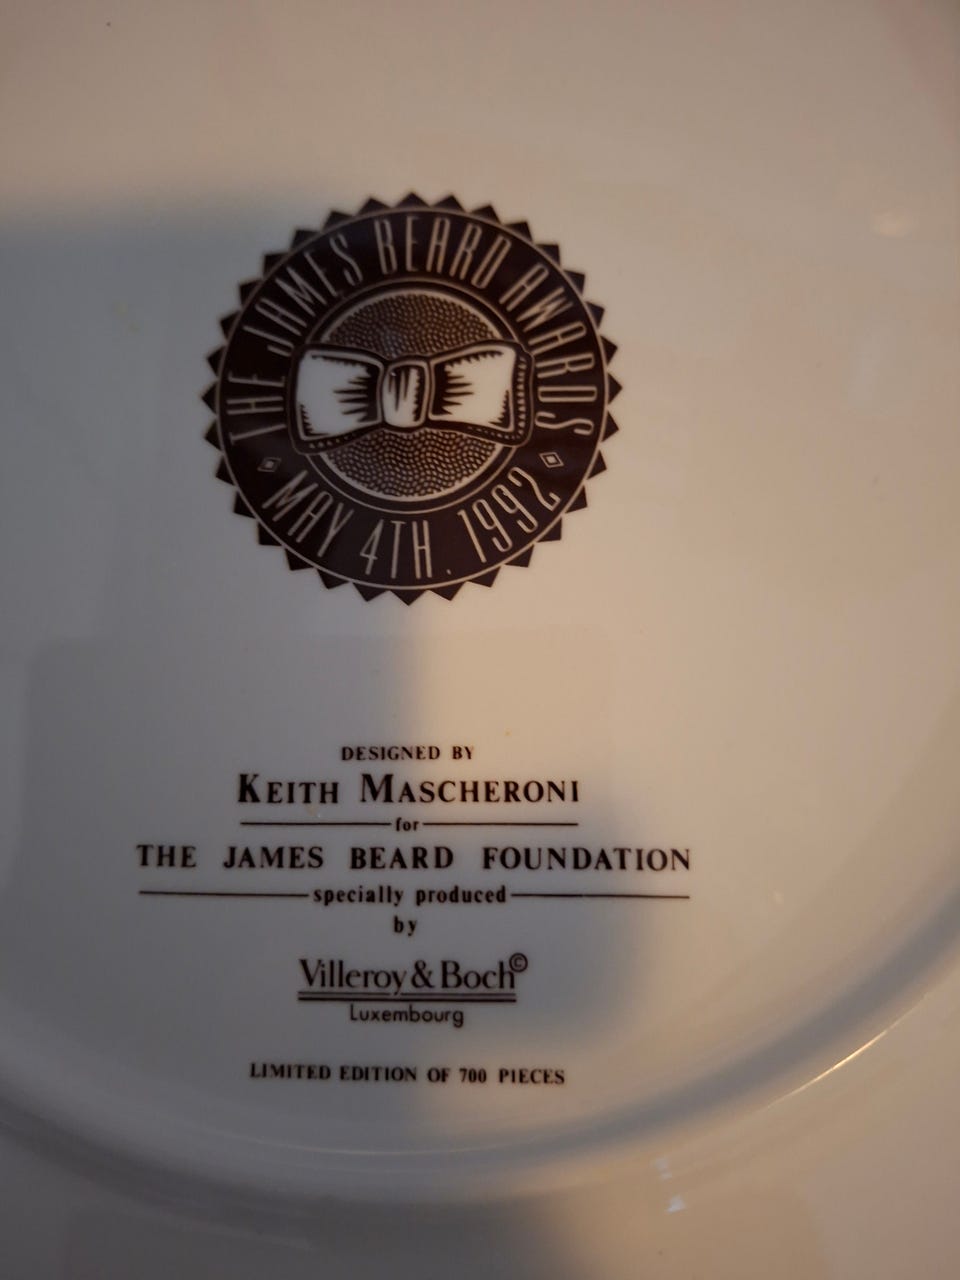 THE JAMES BEARD AWARDS
MAY 4TH. 1992
DESIGNED BY
KEITH MASCHERONI
for
THE JAMES BEARD FOUNDATION
specially produced
by
Villeroy & Boch©
Luxembourg
LIMITED EDITION OF 700 PIECES